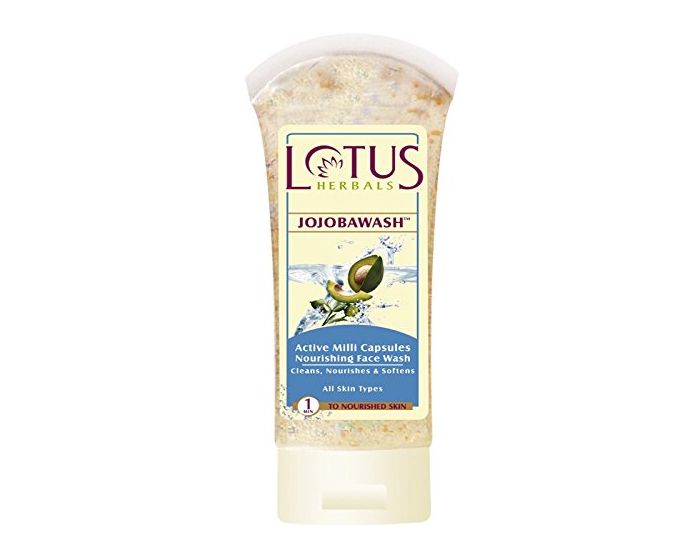 LOTUS
HERBALS
JOJOBAWASH™
Active Milli Capsules
Nourishing Face Wash
Cleans, Nourishes & Softens
All Skin Types
1 MIN TO NOURISHED SKIN